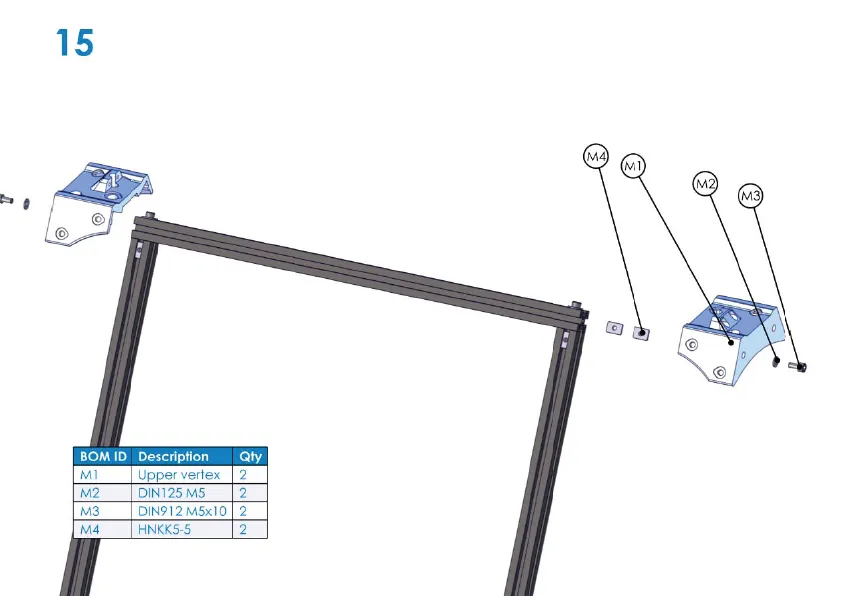 15
M4
M1
M2
M3
BOM ID Description Qty
M1 Upper vertex 2
M2 DIN125 M5 2
M3 DIN912 M5x10 2
M4 HNKK5-5 2